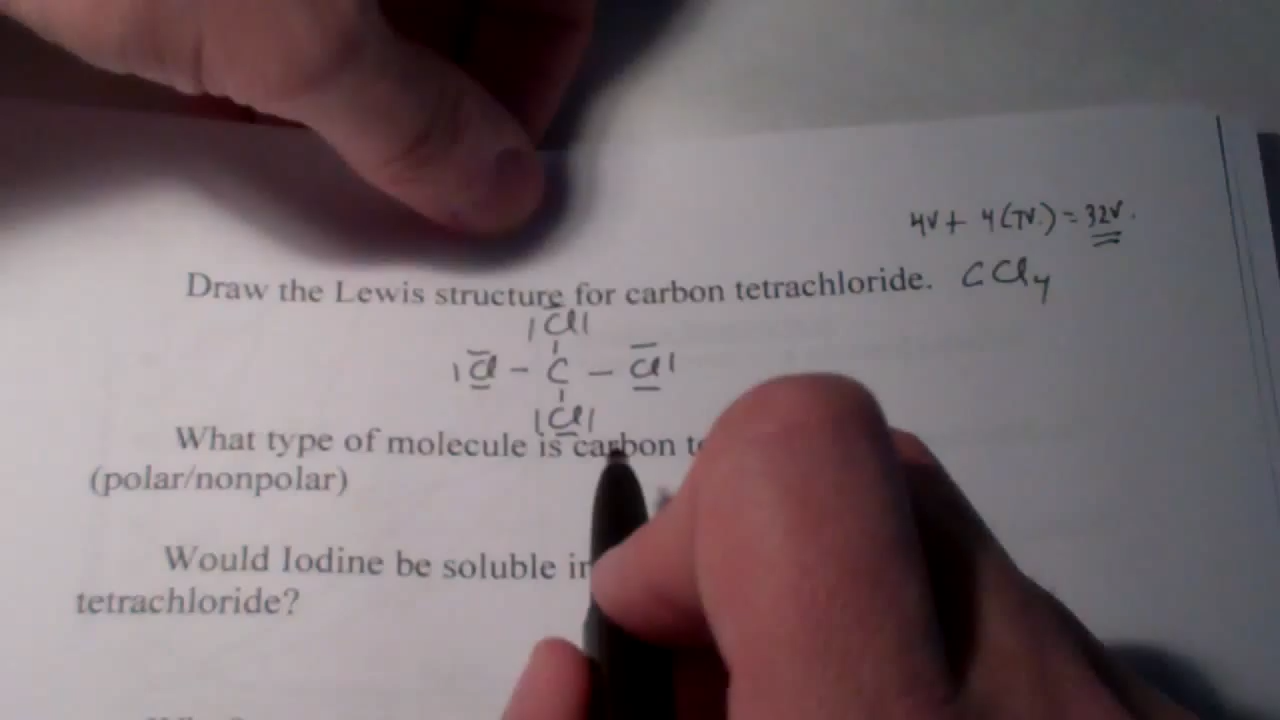 4V + 4(7V.) = 32V.
Draw the Lewis structure for carbon tetrachloride. CCl4
|Cl|
|Cl - C - Cl|
|Cl|
What type of molecule is carbon
(polar/nonpolar)
Would Iodine be soluble in
tetrachloride?